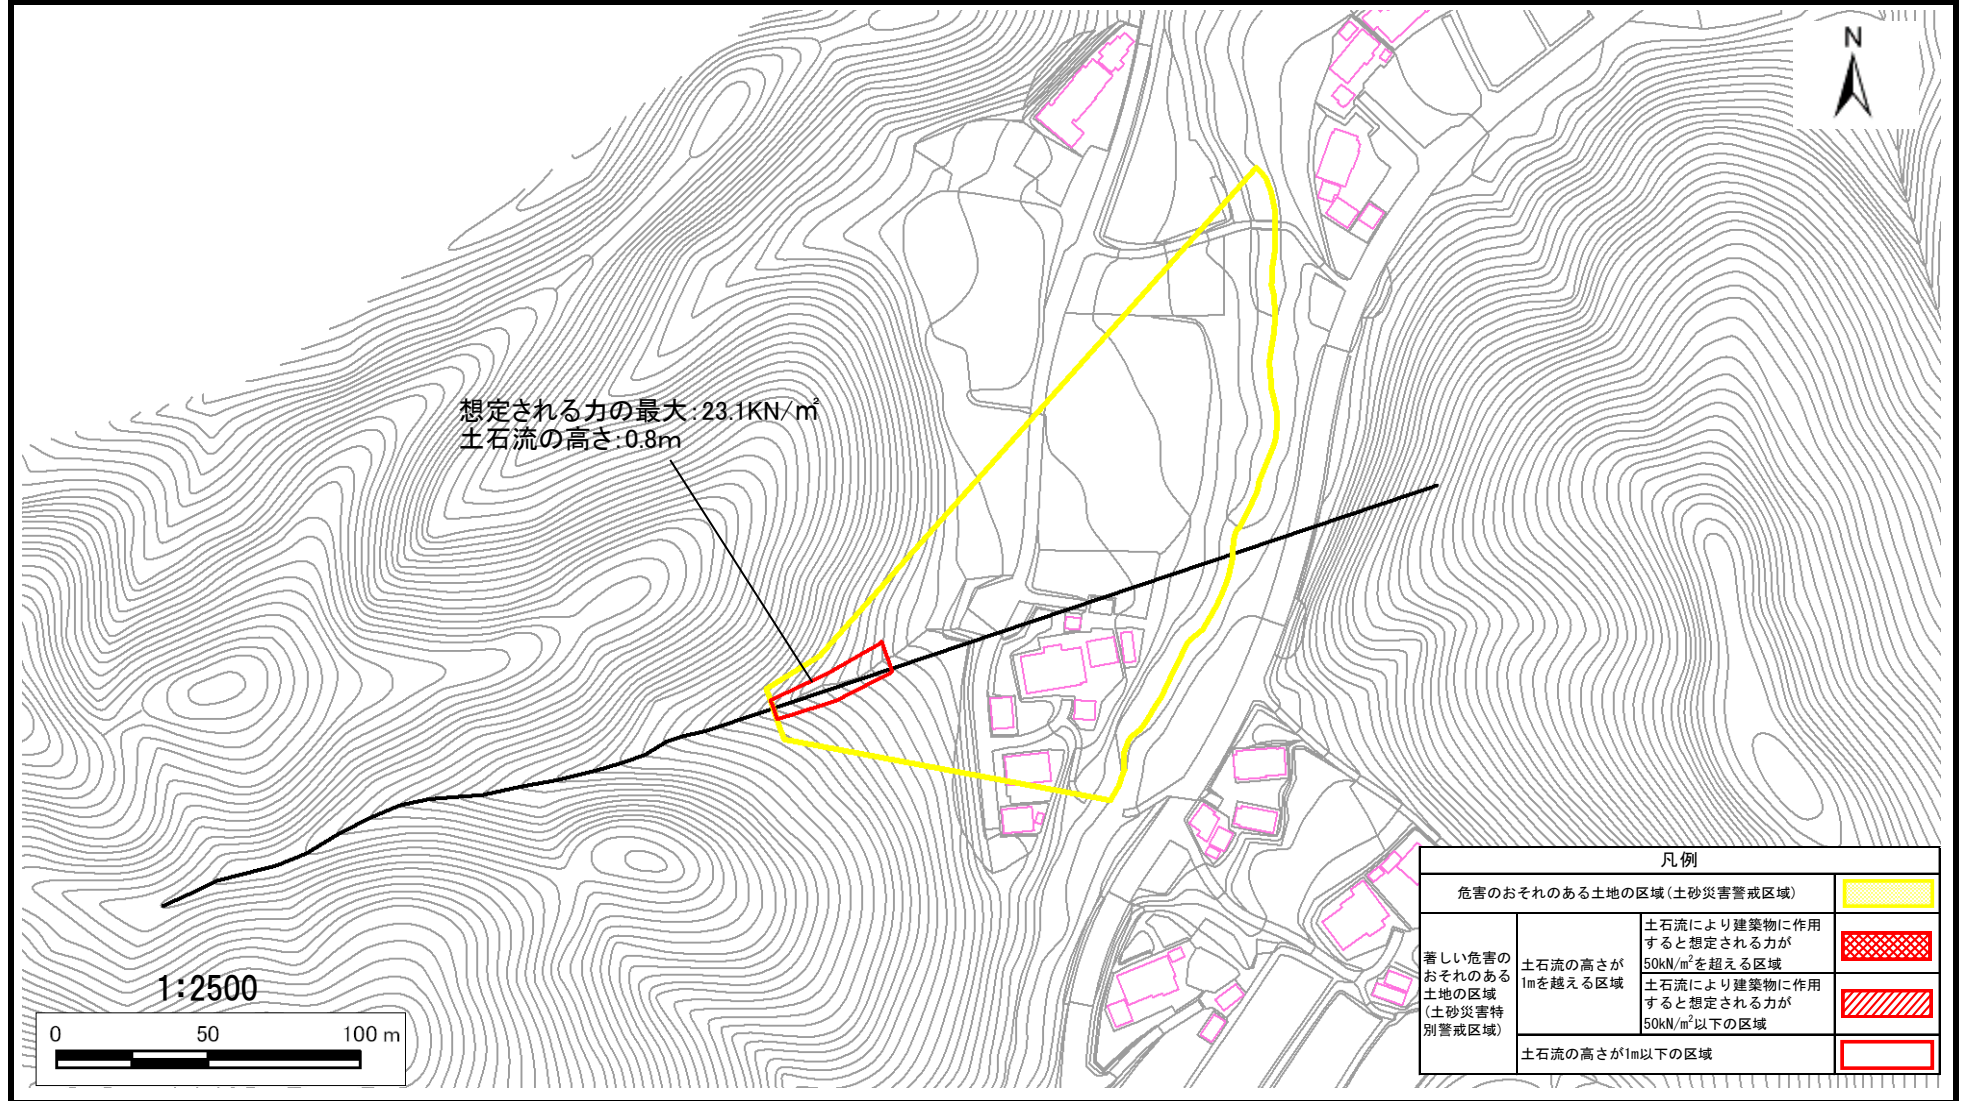 N
想定される力の最大:23.1KN/㎡
土石流の高さ:0.8m
1:2500
0 50 100 m
凡例
危害のおそれのある土地の区域(土砂災害警戒区域)
著しい危害の
おそれのある
土地の区域
(土砂災害特
別警戒区域)
土石流の高さが
1mを越える区域
土石流により建築物に作用
すると想定される力が
50kN/m²を超える区域
土石流により建築物に作用
すると想定される力が
50kN/m²以下の区域
土石流の高さが1m以下の区域